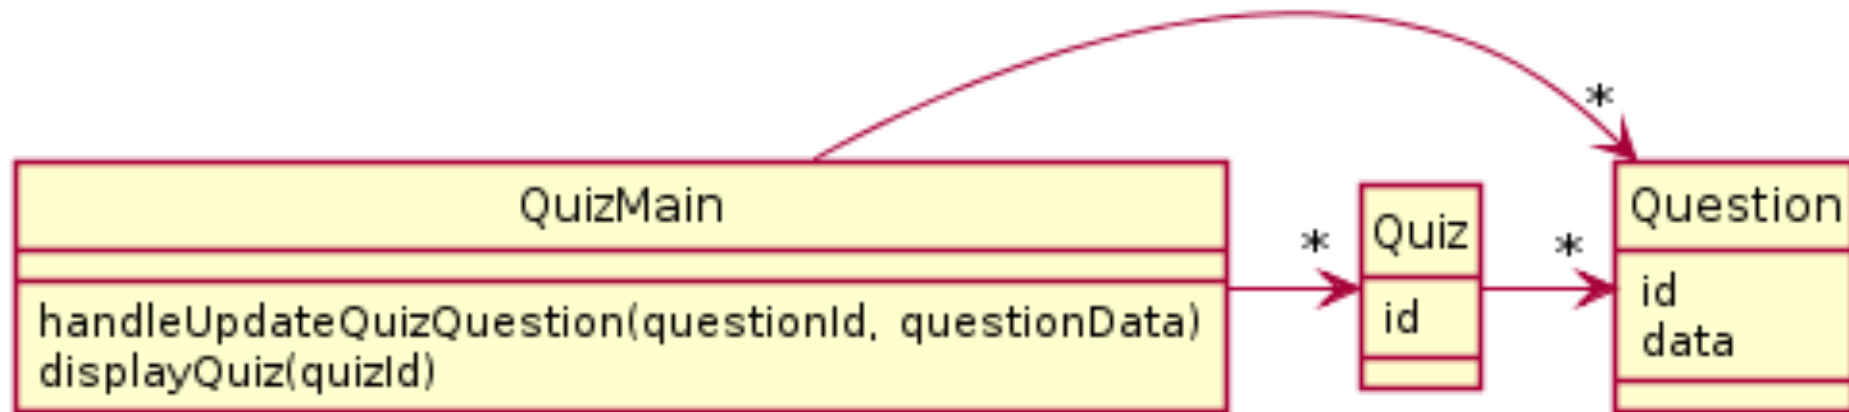 *
QuizMain
handleUpdateQuizQuestion(questionId, questionData)
displayQuiz(quizId)
*
Quiz
id
*
Question
id
data